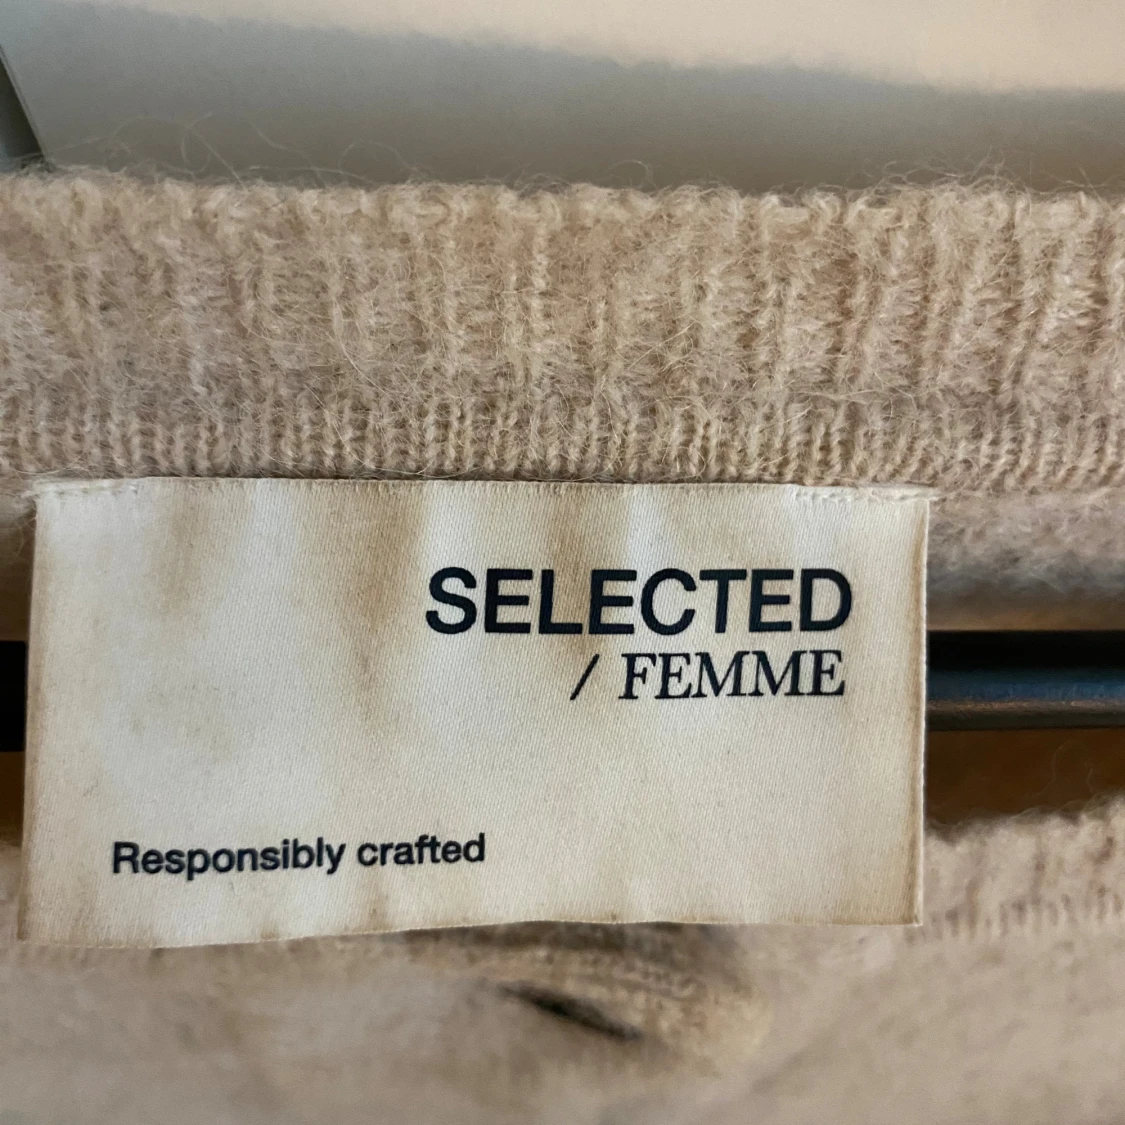 SELECTED
/ FEMME
Responsibly crafted